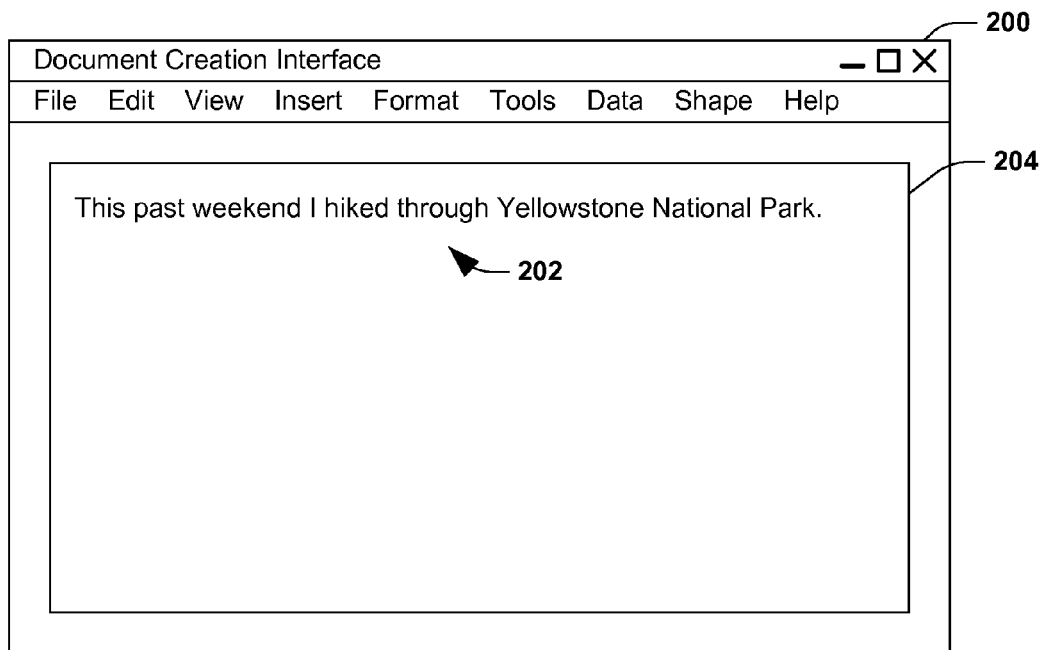 200
Document Creation Interface
File Edit View Insert Format Tools Data Shape Help
204
This past weekend I hiked through Yellowstone National Park.
202